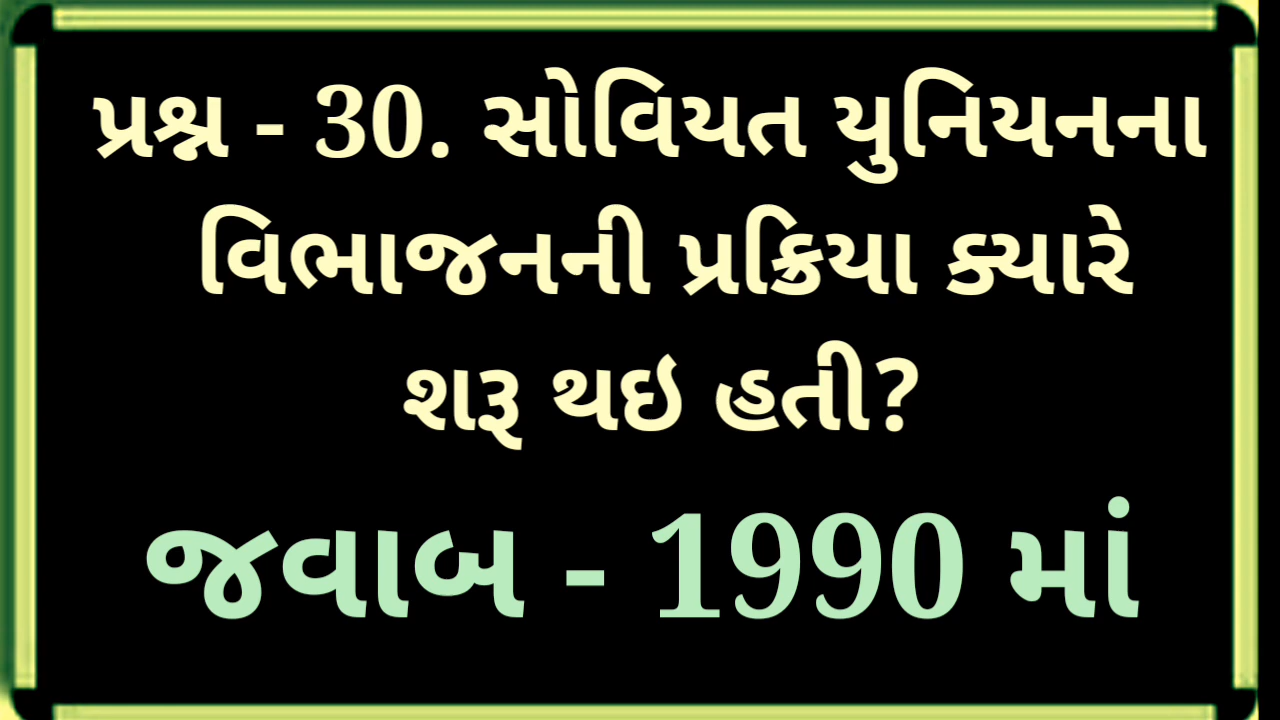 પ્રશ્ન - 30. સોવિયત યુનિયનના
વિભાજનની પ્રક્રિયા ક્યારે
શરૂ થઇ હતી?
જવાબ - 1990 માં